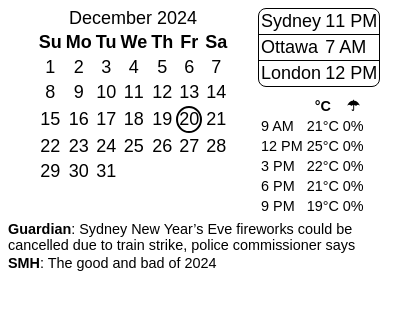 December 2024
Su Mo Tu We Th Fr Sa
1 2 3 4 5 6 7
8 9 10 11 12 13 14
15 16 17 18 19 20 21
22 23 24 25 26 27 28
29 30 31
Sydney 11 PM
Ottawa 7 AM
London 12 PM
°C ☂
9 AM 21°C 0%
12 PM 25°C 0%
3 PM 22°C 0%
6 PM 21°C 0%
9 PM 19°C 0%
Guardian: Sydney New Year’s Eve fireworks could be
cancelled due to train strike, police commissioner says
SMH: The good and bad of 2024